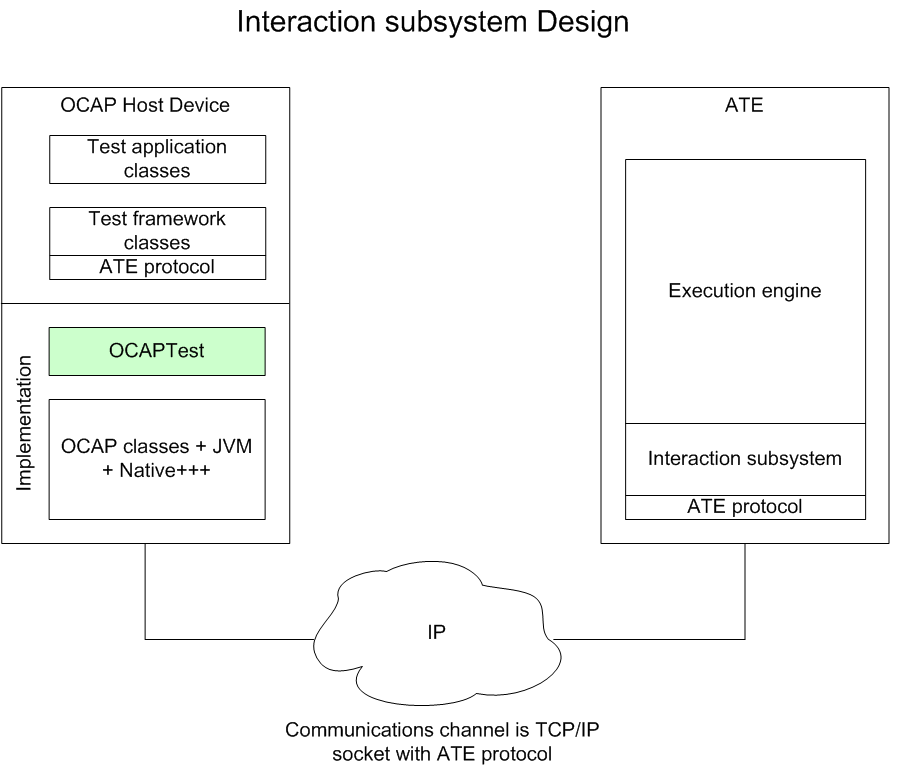 Interaction subsystem Design
OCAP Host Device
Test application
classes
Test framework
classes
ATE protocol
Implementation
OCAPTest
OCAP classes + JVM
+ Native+++
ATE
Execution engine
Interaction subsystem
ATE protocol
IP
Communications channel is TCP/IP
socket with ATE protocol